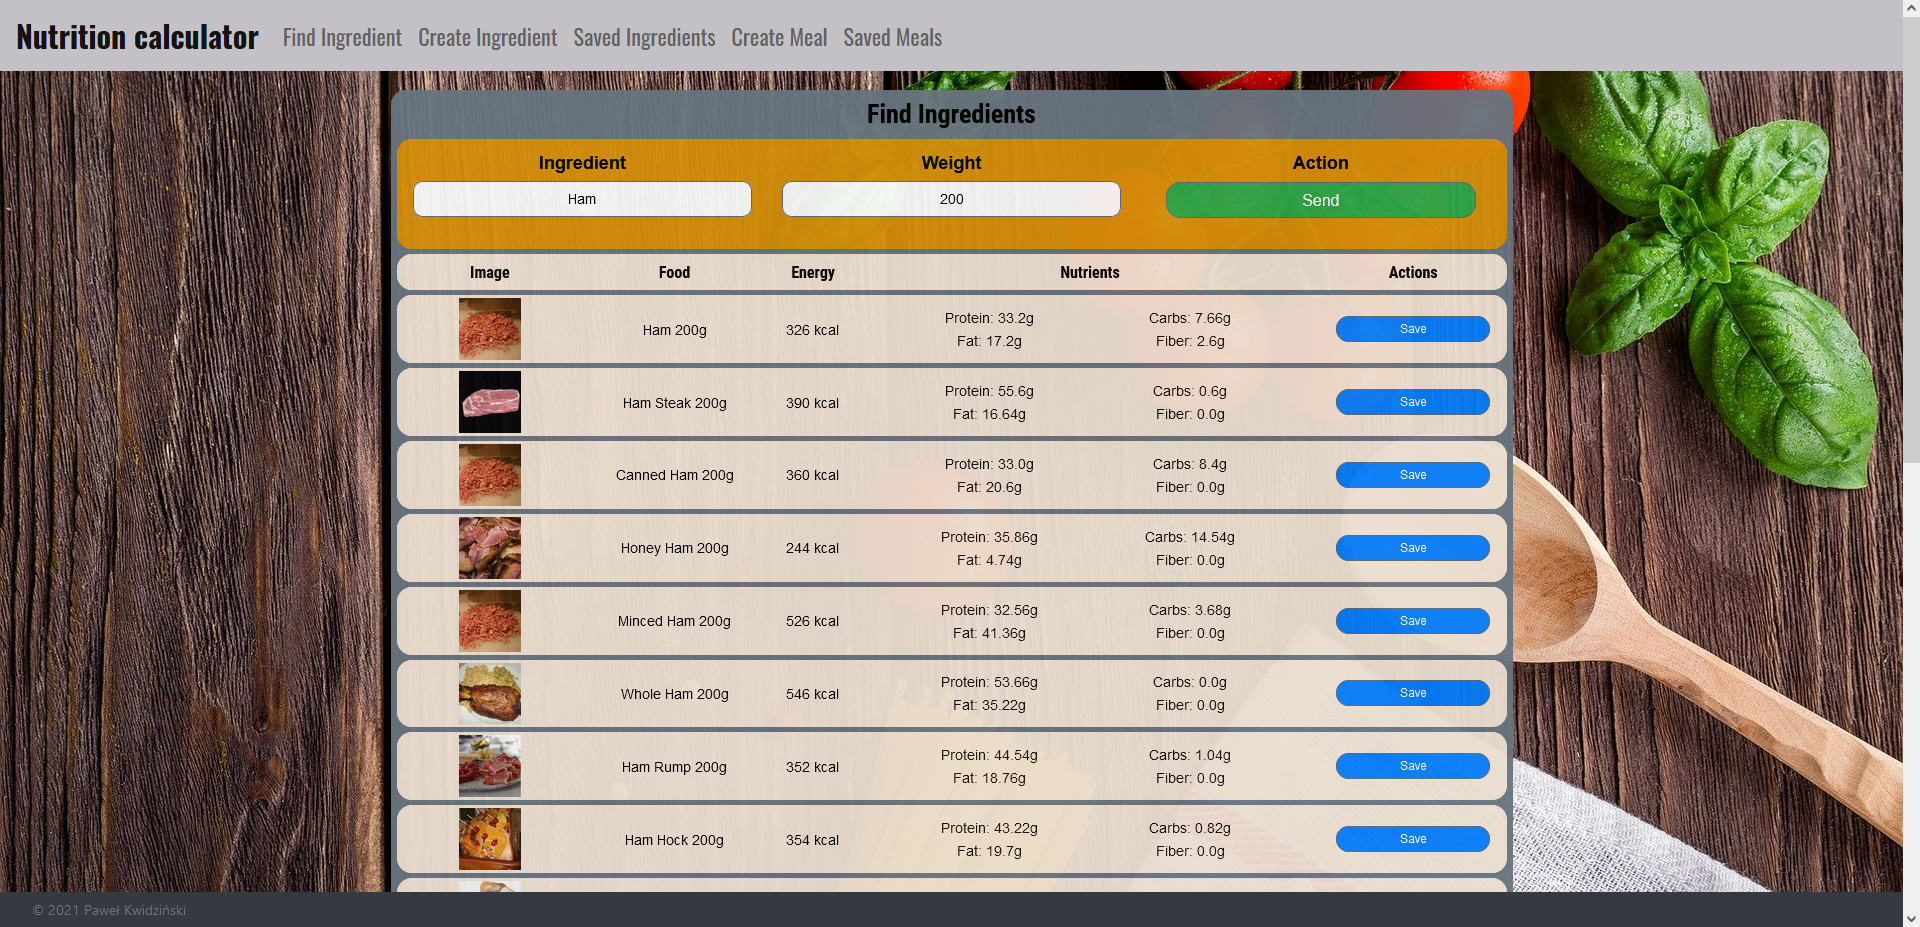 Nutrition calculator Find Ingredient Create Ingredient Saved Ingredients Create Meal Saved Meals
Find Ingredients
Ingredient Weight Action
Ham 200 Send
Image Food Energy Nutrients Actions
Ham 200g 326 kcal Protein: 33.2g Carbs: 7.66g Save
Fat: 17.2g Fiber: 2.6g
Ham Steak 200g 390 kcal Protein: 55.6g Carbs: 0.6g Save
Fat: 16.64g Fiber: 0.0g
Canned Ham 200g 360 kcal Protein: 33.0g Carbs: 8.4g Save
Fat: 20.6g Fiber: 0.0g
Honey Ham 200g 244 kcal Protein: 35.86g Carbs: 14.54g Save
Fat: 4.74g Fiber: 0.0g
Minced Ham 200g 526 kcal Protein: 32.56g Carbs: 3.68g Save
Fat: 41.36g Fiber: 0.0g
Whole Ham 200g 546 kcal Protein: 53.66g Carbs: 0.0g Save
Fat: 35.22g Fiber: 0.0g
Ham Rump 200g 352 kcal Protein: 44.54g Carbs: 1.04g Save
Fat: 18.76g Fiber: 0.0g
Ham Hock 200g 354 kcal Protein: 43.22g Carbs: 0.82g Save
Fat: 19.7g Fiber: 0.0g
© 2021 Paweł Kwidziński